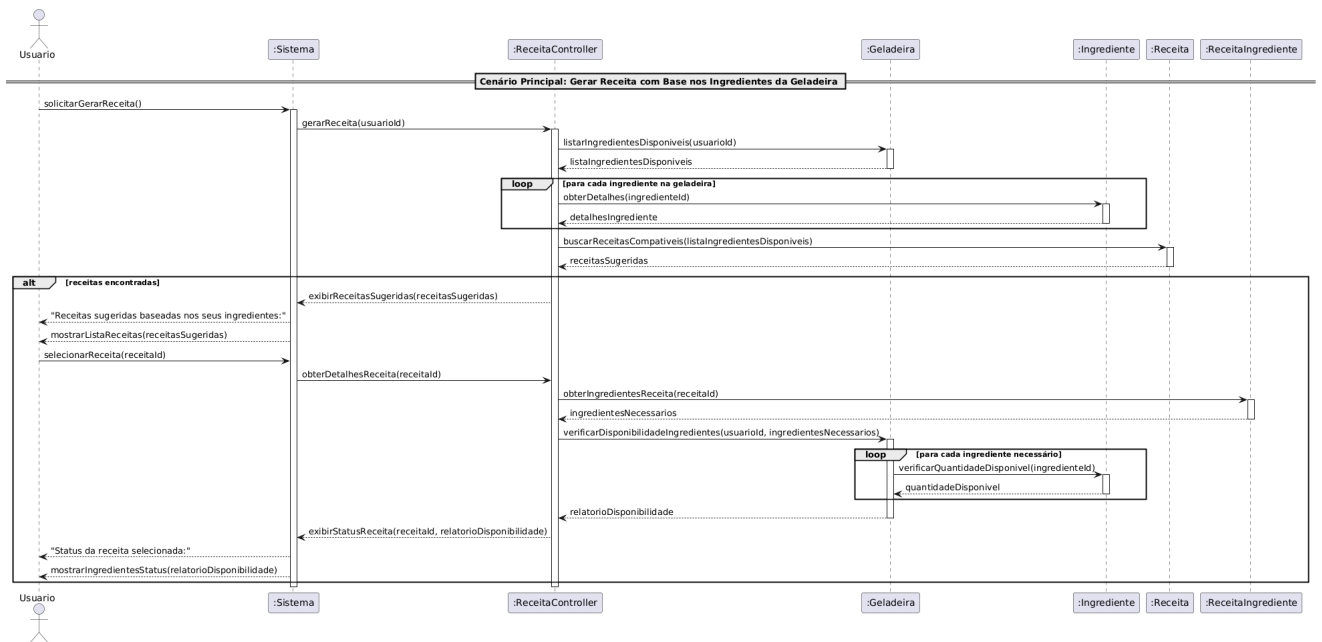 Usuario
:Sistema
:ReceitaController
:Geladeira
:Ingrediente
:Receita
:ReceitaIngrediente
Cenário Principal: Gerar Receita com Base nos Ingredientes da Geladeira
solicitarGerarReceita()
gerarReceita(usuarioId)
listarIngredientesDisponiveis(usuarioId)
listaIngredientesDisponiveis
loop
[para cada ingrediente na geladeira]
obterDetalhes(ingredienteId)
detalhesIngrediente
buscarReceitasCompativeis(listaIngredientesDisponiveis)
receitasSugeridas
alt
[receitas encontradas]
exibirReceitasSugeridas(receitasSugeridas)
"Receitas sugeridas baseadas nos seus ingredientes:"
mostrarListaReceitas(receitasSugeridas)
selecionarReceita(receitaId)
obterDetalhesReceita(receitaId)
obterIngredientesReceita(receitaId)
ingredientesNecessarios
verificarDisponibilidadeIngredientes(usuarioId, ingredientesNecessarios)
loop
[para cada ingrediente necessário]
verificarQuantidadeDisponivel(ingredienteId)
quantidadeDisponivel
relatorioDisponibilidade
exibirStatusReceita(receitaId, relatorioDisponibilidade)
"Status da receita selecionada:"
mostrarIngredientesStatus(relatorioDisponibilidade)
Usuario
:Sistema
:ReceitaController
:Geladeira
:Ingrediente
:Receita
:ReceitaIngrediente